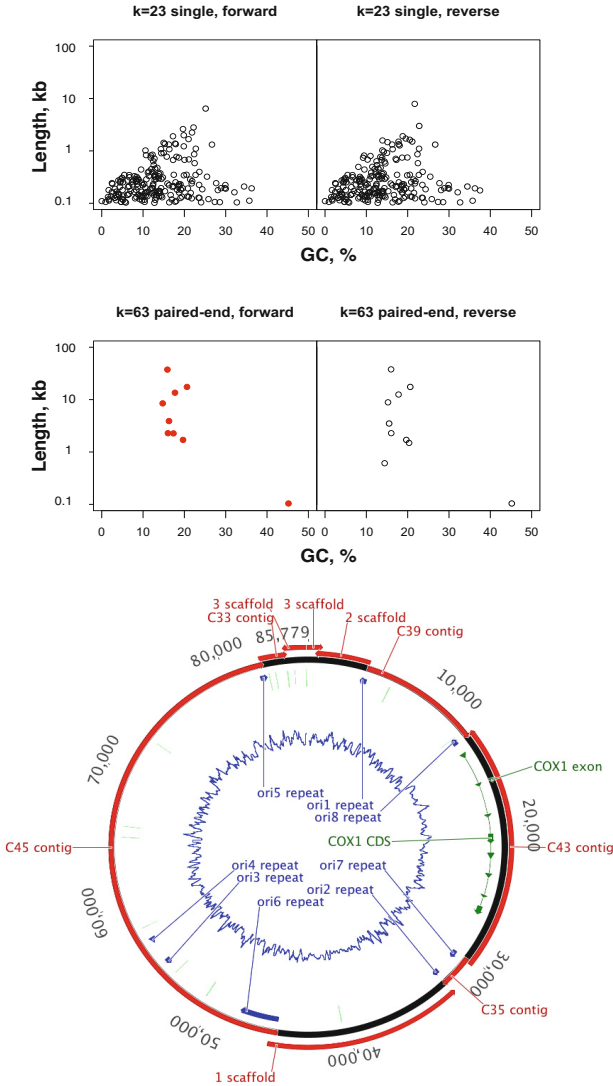 k=23 single, forward
k=23 single, reverse
Length, kb
100
10
1
0.1
0 10 20 30 40 50
0 10 20 30 40 50
GC, %
k=63 paired-end, forward
k=63 paired-end, reverse
Length, kb
100
10
1
0.1
0 10 20 30 40 50
0 10 20 30 40 50
GC, %
3 scaffold
3 scaffold
C33 contig
2 scaffold
85,779
C39 contig
80,000
10,000
70,000
COX1 exon
ori5 repeat
ori1 repeat
ori8 repeat
20,000
COX1 CDS
C45 contig
C43 contig
ori4 repeat
ori7 repeat
ori3 repeat
ori2 repeat
ori6 repeat
60,000
30,000
C35 contig
50,000
40,000
1 scaffold